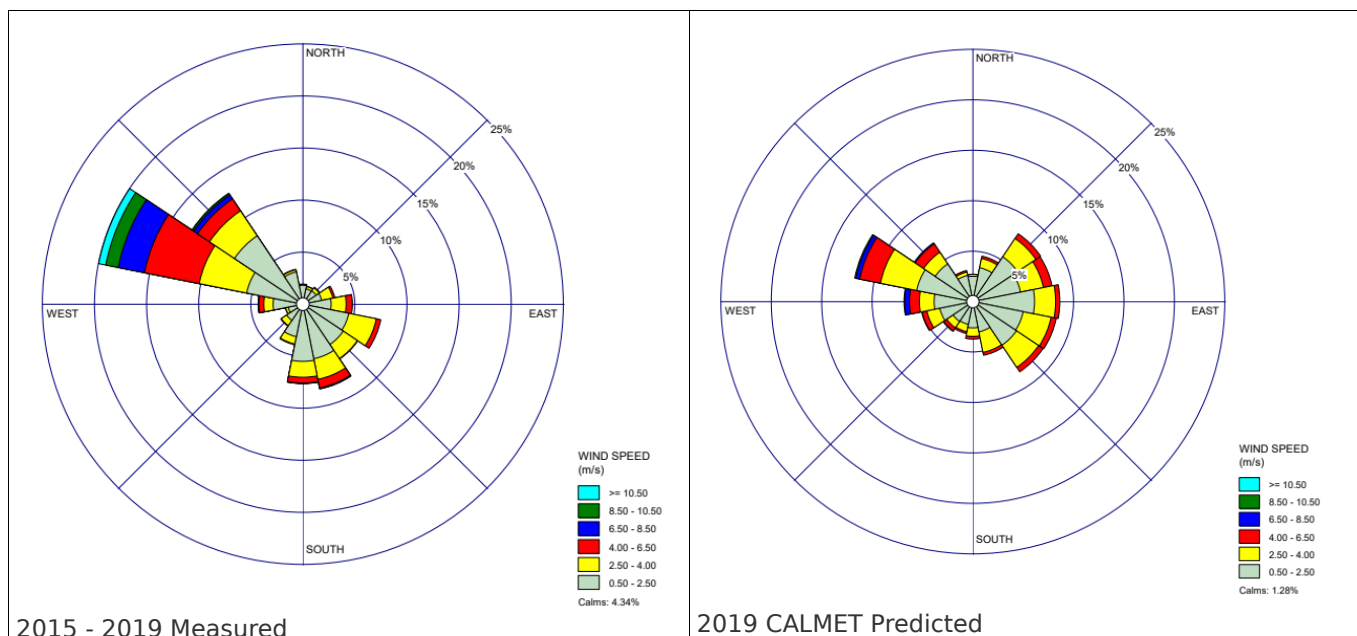 NORTH
25%
20%
15%
10%
5%
WEST
EAST
SOUTH
WIND SPEED
(m/s)
>= 10.50
8.50 - 10.50
6.50 - 8.50
4.00 - 6.50
2.50 - 4.00
0.50 - 2.50
Calms: 4.34%
2015 - 2019 Measured
NORTH
25%
20%
15%
10%
5%
WEST
EAST
SOUTH
WIND SPEED
(m/s)
>= 10.50
8.50 - 10.50
6.50 - 8.50
4.00 - 6.50
2.50 - 4.00
0.50 - 2.50
Calms: 1.28%
2019 CALMET Predicted